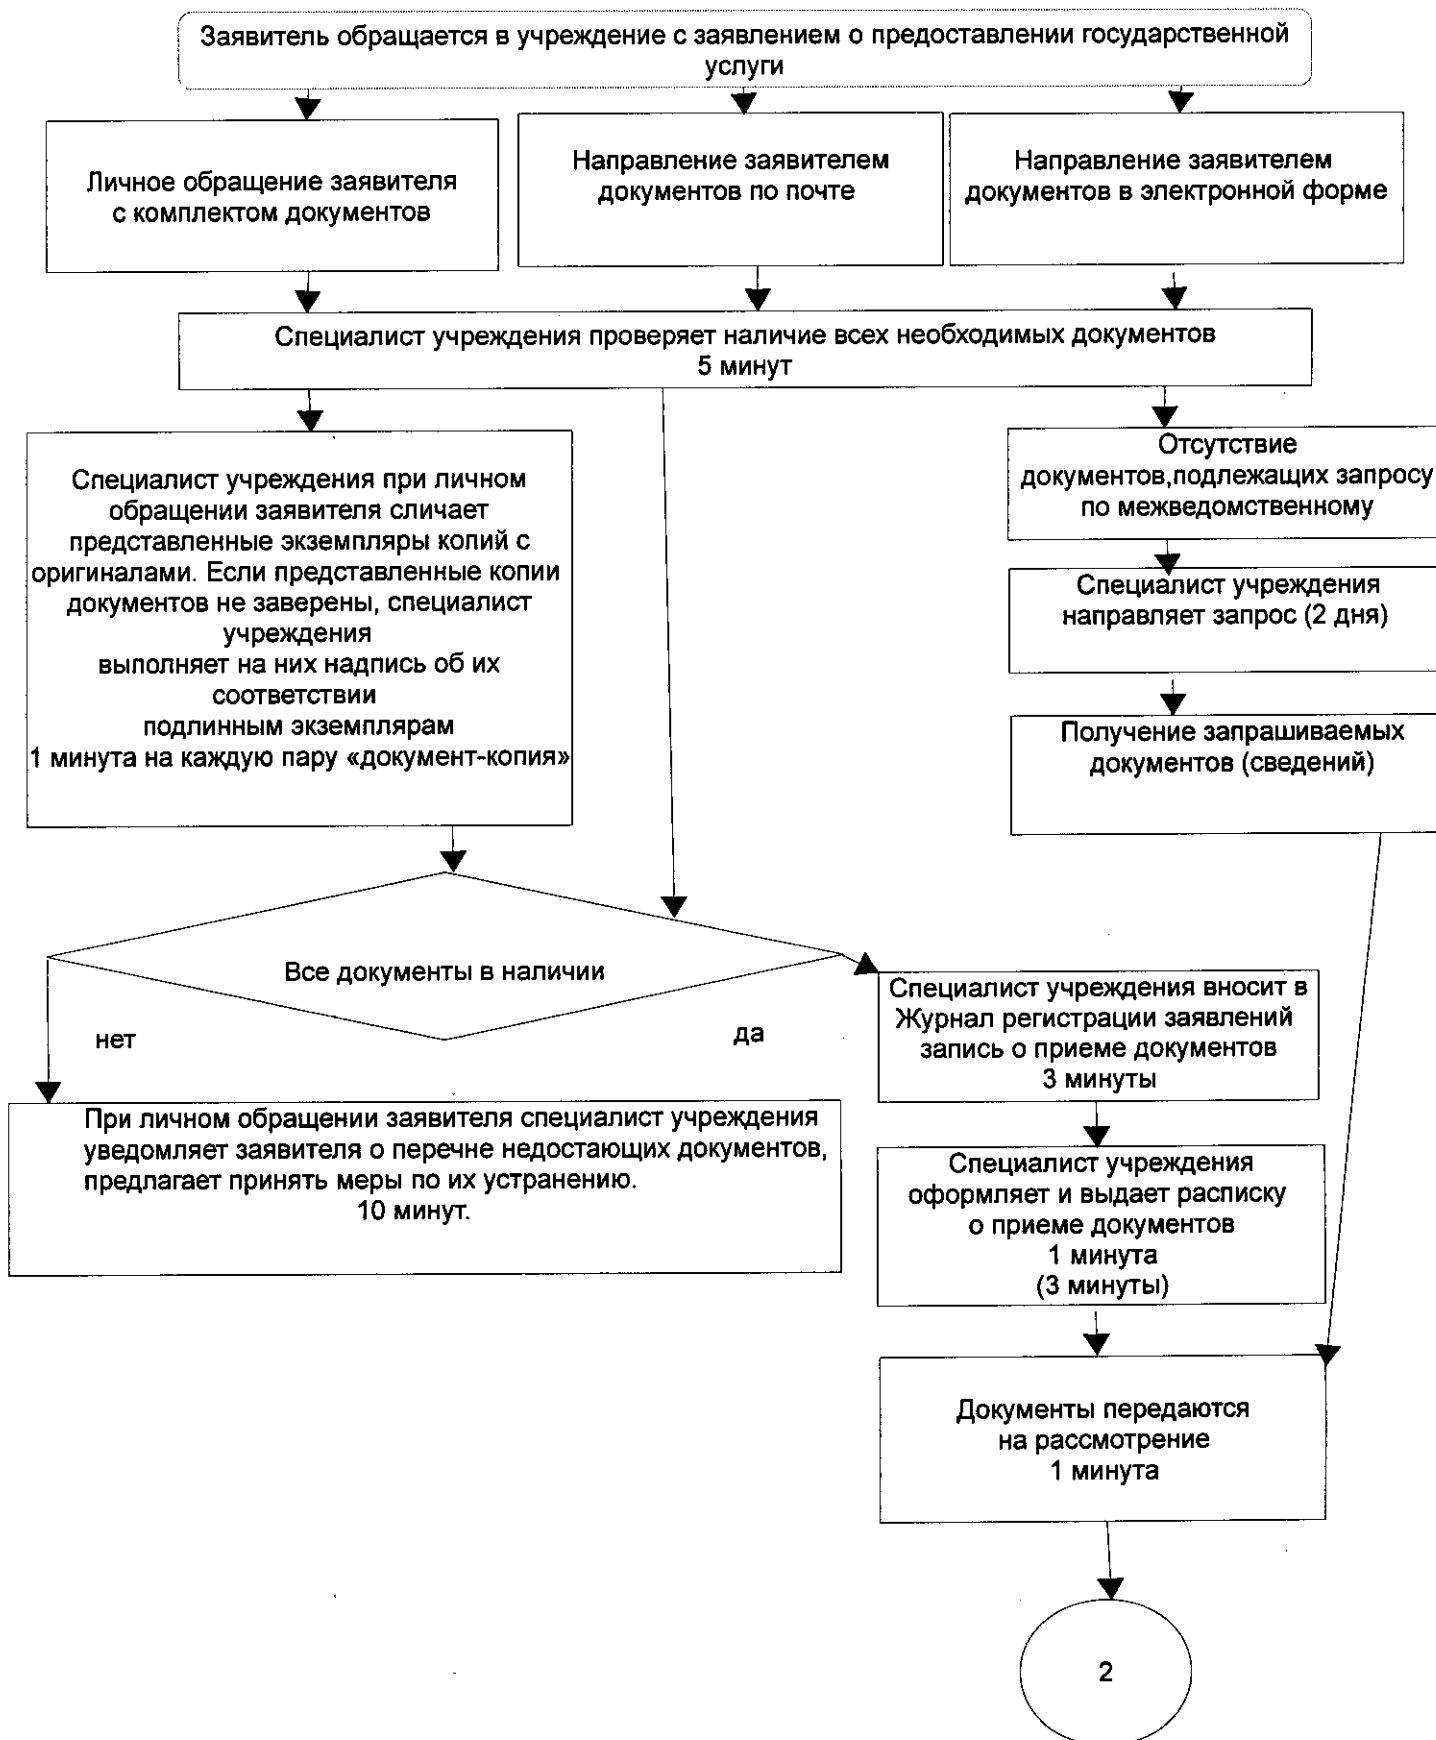 Заявитель обращается в учреждение с заявлением о предоставлении государственной
услуги
Личное обращение заявителя
с комплектом документов
Направление заявителем
документов по почте
Направление заявителем
документов в электронной форме
Специалист учреждения проверяет наличие всех необходимых документов
5 минут
Специалист учреждения при личном
обращении заявителя сличает
представленные экземпляры копий с
оригиналами. Если представленные копии
документов не заверены, специалист
учреждения
выполняет на них надпись об их
соответствии
подлинным экземплярам
1 минута на каждую пару «документ-копия»
Отсутствие
документов,подлежащих запросу
по межведомственному
Специалист учреждения
направляет запрос (2 дня)
Получение запрашиваемых
документов (сведений)
Все документы в наличии
нет
да
Специалист учреждения вносит в
Журнал регистрации заявлений
запись о приеме документов
3 минуты
При личном обращении заявителя специалист учреждения
уведомляет заявителя о перечне недостающих документов,
предлагает принять меры по их устранению.
10 минут.
Специалист учреждения
оформляет и выдает расписку
о приеме документов
1 минута
(3 минуты)
Документы передаются
на рассмотрение
1 минута
2